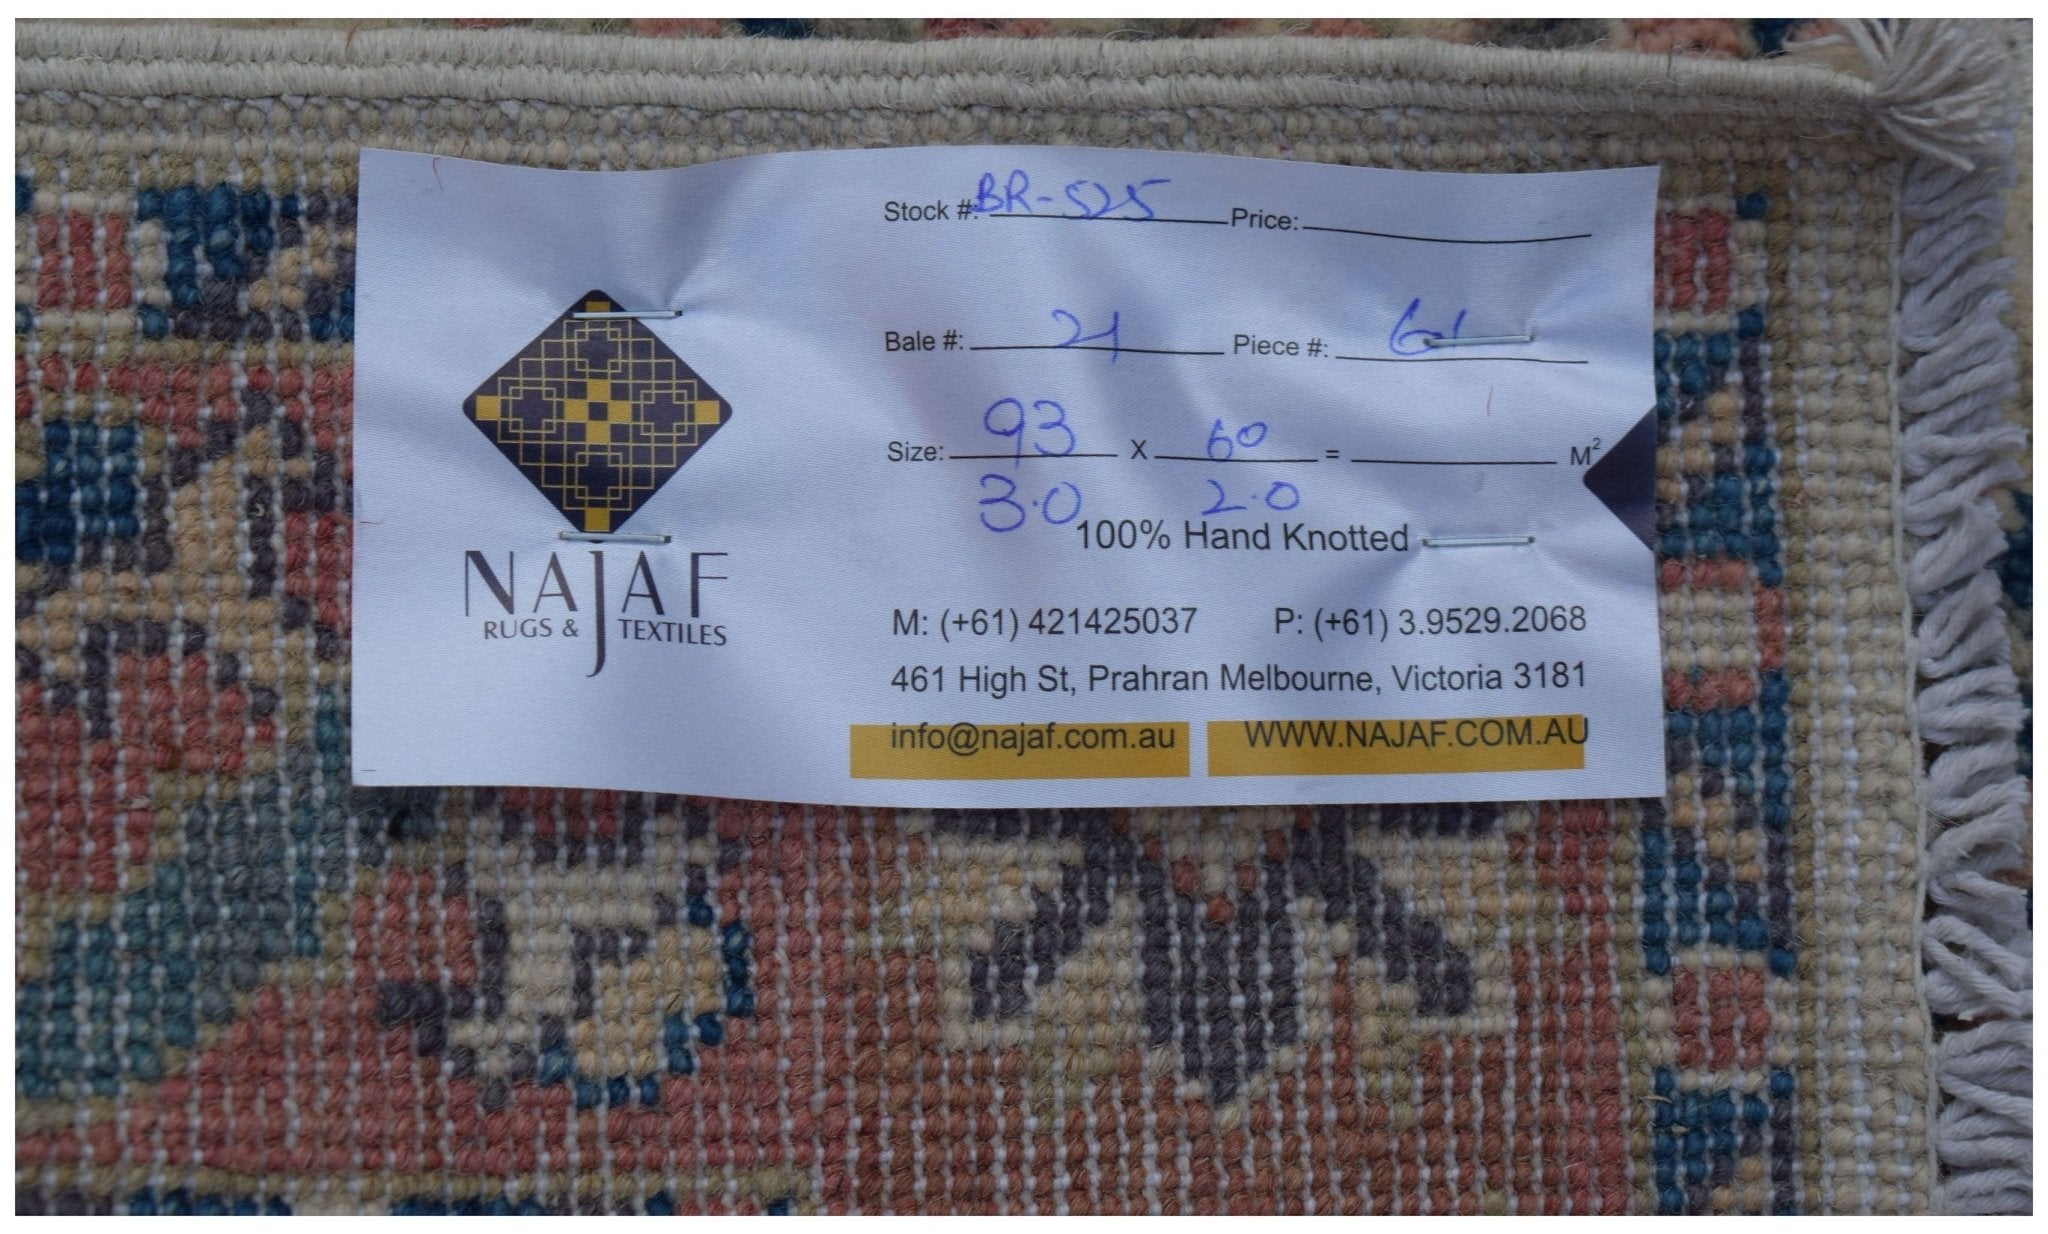 Stock #: BR-525 Price:
Bale #: 21 Piece #: 61
Size: 93 X 60 = M²
3.0 2.0
100% Hand Knotted
NAJAF
RUGS & TEXTILES
M: (+61) 421425037 P: (+61) 3.9529.2068
461 High St, Prahran Melbourne, Victoria 3181
info@najaf.com.au WWW.NAJAF.COM.AU